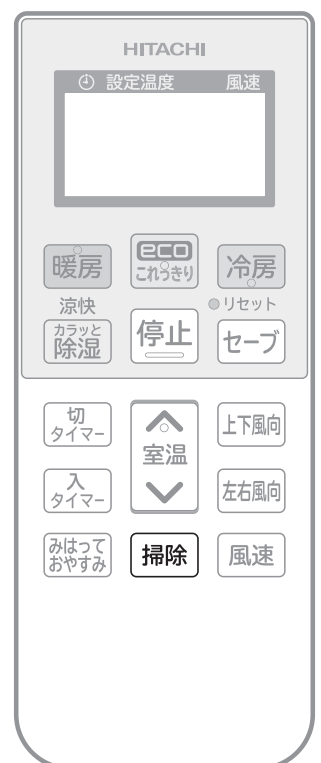 HITACHI
設定温度 風速
暖房
eco
これっきり
冷房
涼快
カラッと
除湿
停止
リセット
セーブ
切
タイマー
室温
上下風向
入
タイマー
左右風向
みはって
おやすみ
掃除
風速